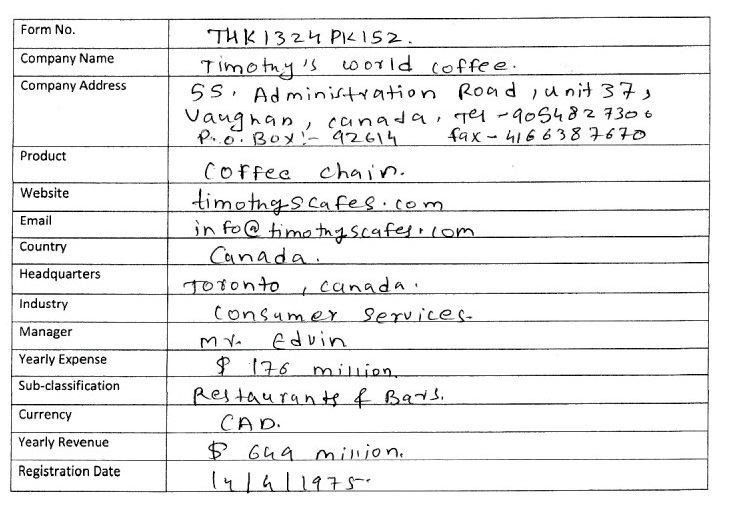 Form No. THK1324PK152.
Company Name Timothy's world coffee.
Company Address 55, Administration Road, unit 37,
Vaughan, canada, Tel -9054827306
P.O. Box:- 92614 fax - 4166387670
Product Coffee chain.
Website timothyscafes.com
Email info@timothyscafes.com
Country Canada.
Headquarters Toronto, canada.
Industry Consumer Services.
Manager Mr. Edvin
Yearly Expense $ 176 million
Sub-classification Restaurants & Bars.
Currency CAD.
Yearly Revenue $ 649 million.
Registration Date 14/4/1975.